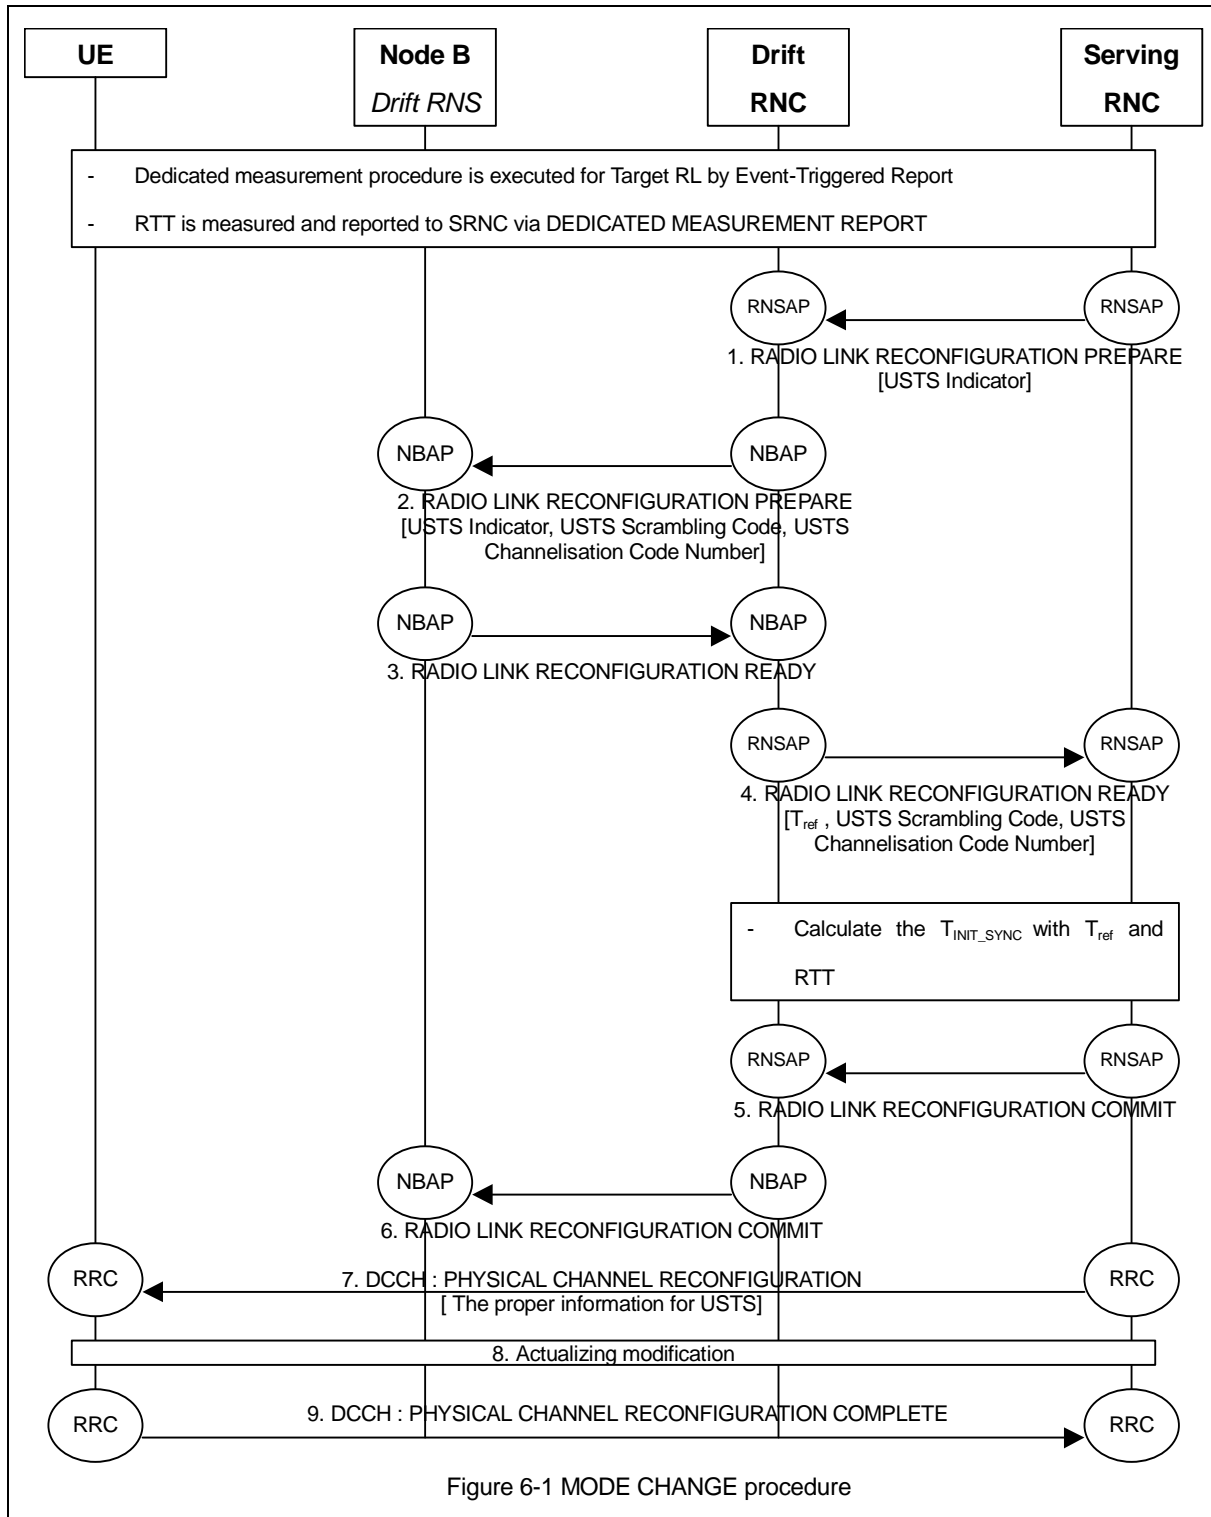 UE
Node B
Drift RNS
Drift
RNC
Serving
RNC
- Dedicated measurement procedure is executed for Target RL by Event-Triggered Report
- RTT is measured and reported to SRNC via DEDICATED MEASUREMENT REPORT
RNSAP
RNSAP
1. RADIO LINK RECONFIGURATION PREPARE
[USTS Indicator]
NBAP
NBAP
2. RADIO LINK RECONFIGURATION PREPARE
[USTS Indicator, USTS Scrambling Code, USTS
Channelisation Code Number]
NBAP
NBAP
3. RADIO LINK RECONFIGURATION READY
RNSAP
RNSAP
4. RADIO LINK RECONFIGURATION READY
[Tref , USTS Scrambling Code, USTS
Channelisation Code Number]
- Calculate the TINIT_SYNC with Tref and
RTT
RNSAP
RNSAP
5. RADIO LINK RECONFIGURATION COMMIT
NBAP
NBAP
6. RADIO LINK RECONFIGURATION COMMIT
RRC
RRC
7. DCCH : PHYSICAL CHANNEL RECONFIGURATION
[ The proper information for USTS]
8. Actualizing modification
RRC
RRC
9. DCCH : PHYSICAL CHANNEL RECONFIGURATION COMPLETE
Figure 6-1 MODE CHANGE procedure